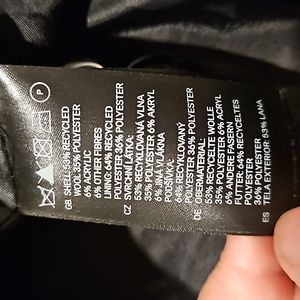 P
GB SHELL: 53% RECYCLED
WOOL 35% POLYESTER
6% ACRYLIC
6% OTHER FIBRES
LINING: 64% RECYCLED
POLYESTER 36% POLYESTER
CZ SVRCHNÍ LÁTKA:
53% RECYKLOVANÁ VLNA
35% POLYESTER 6% AKRYL
6% JINÁ VLÁKNA
PODŠÍVKA:
64% RECYKLOVANÝ
POLYESTER 36% POLYESTER
DE OBERMATERIAL:
53% RECYCELTE WOLLE
35% POLYESTER 6% ACRYL
6% ANDERE FASERN
FUTTER: 64% RECYCELTES
POLYESTER
36% POLYESTER
ES TELA EXTERIOR: 53% LANA